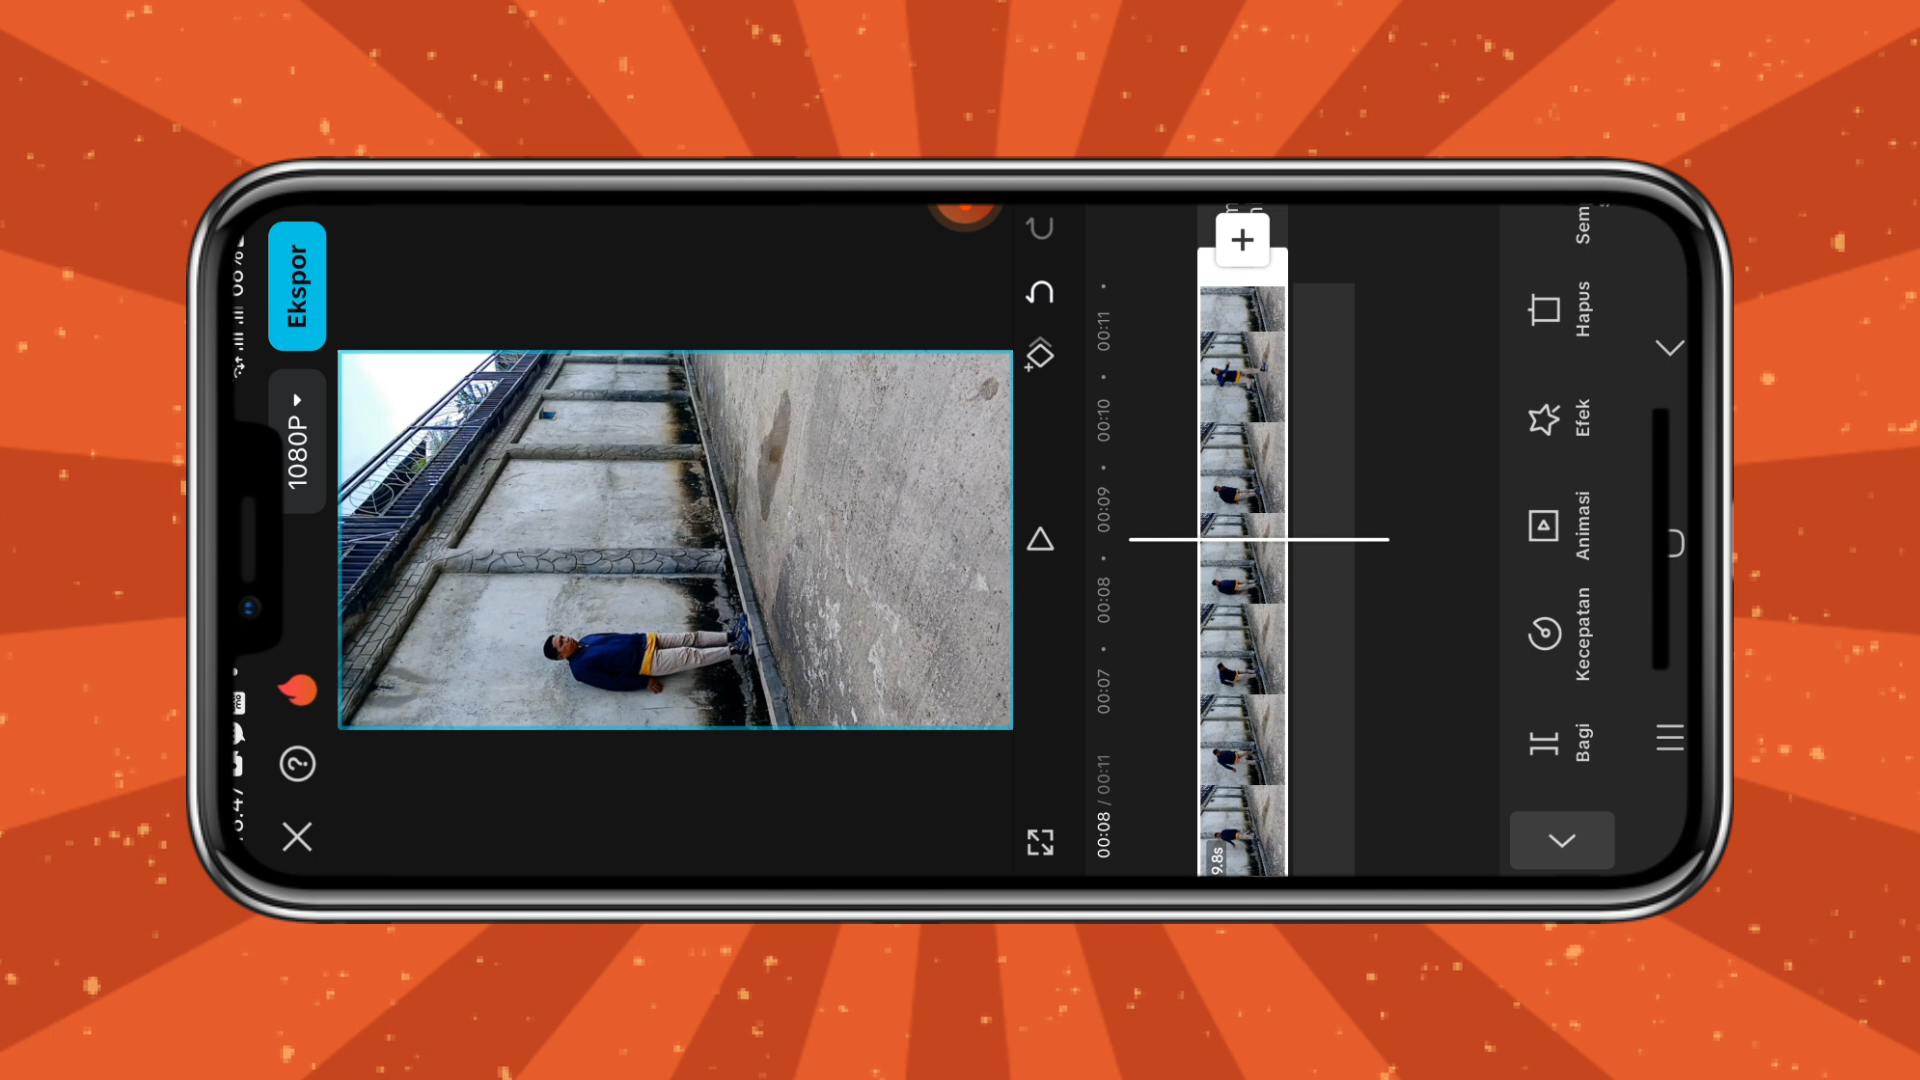 Ekspor
1080P
00:08 / 00:11
00:07
00:08
00:09
00:10
00:11
9.8s
Bagi
Kecepatan
Animasi
Efek
Hapus